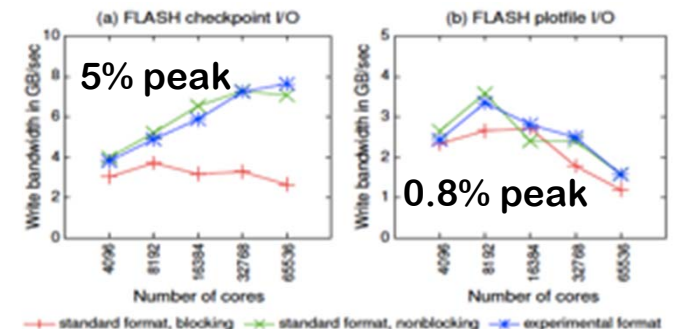 (a) FLASH checkpoint I/O
Write bandwidth in GB/sec
10
8
6
4
2
0
5% peak
4096
8192
16384
32768
65536
Number of cores
(b) FLASH plotfile I/O
Write bandwidth in GB/sec
5
4
3
2
1
0
0.8% peak
4096
8192
16384
32768
65536
Number of cores
standard format, blocking standard format, nonblocking experimental format